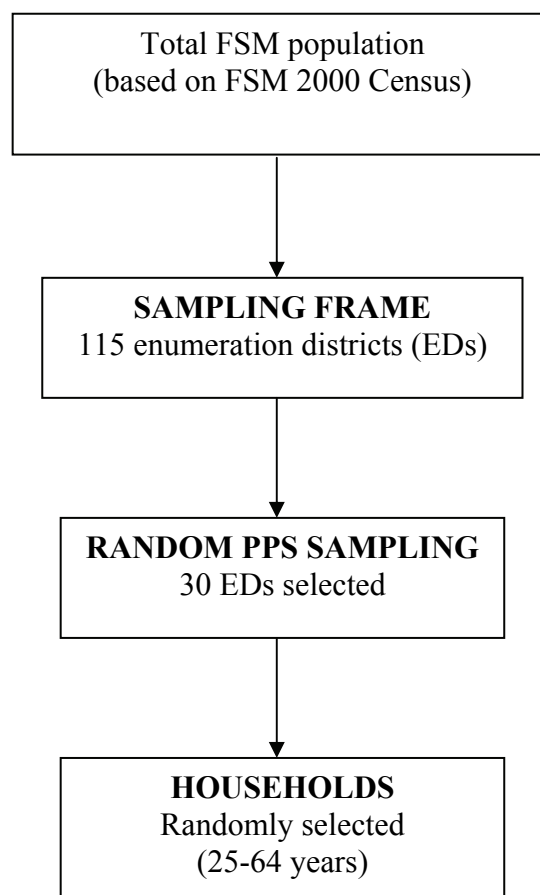 Total FSM population
(based on FSM 2000 Census)
SAMPLING FRAME
115 enumeration districts (EDs)
RANDOM PPS SAMPLING
30 EDs selected
HOUSEHOLDS
Randomly selected
(25-64 years)